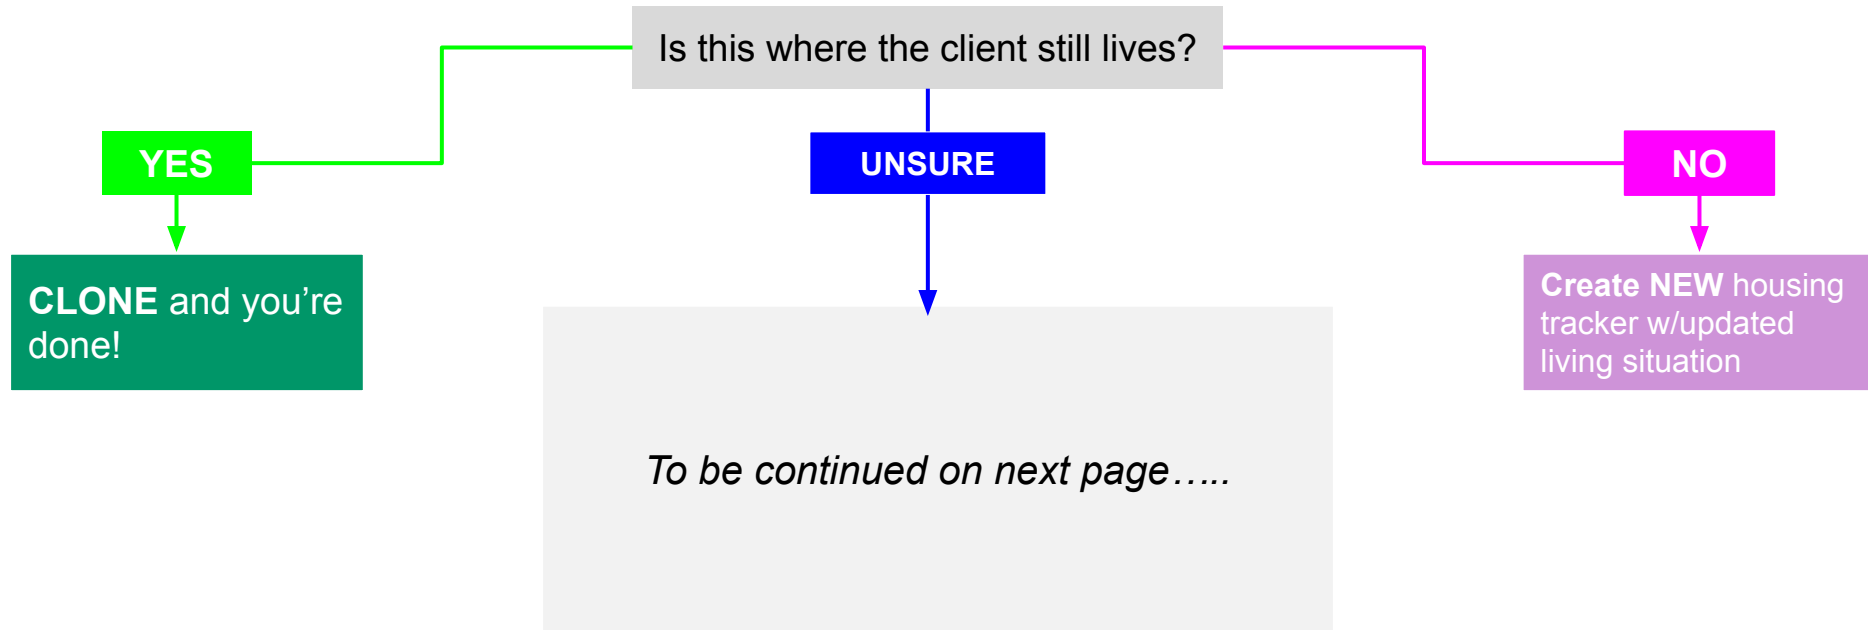 Is this where the client still lives?
YES
UNSURE
NO
CLONE and you’re
done!
Create NEW housing
tracker w/updated
living situation
To be continued on next page…..